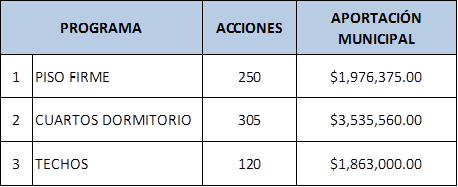 PROGRAMA ACCIONES APORTACIÓN MUNICIPAL
1 PISO FIRME 250 $1,976,375.00
2 CUARTOS DORMITORIO 305 $3,535,560.00
3 TECHOS 120 $1,863,000.00